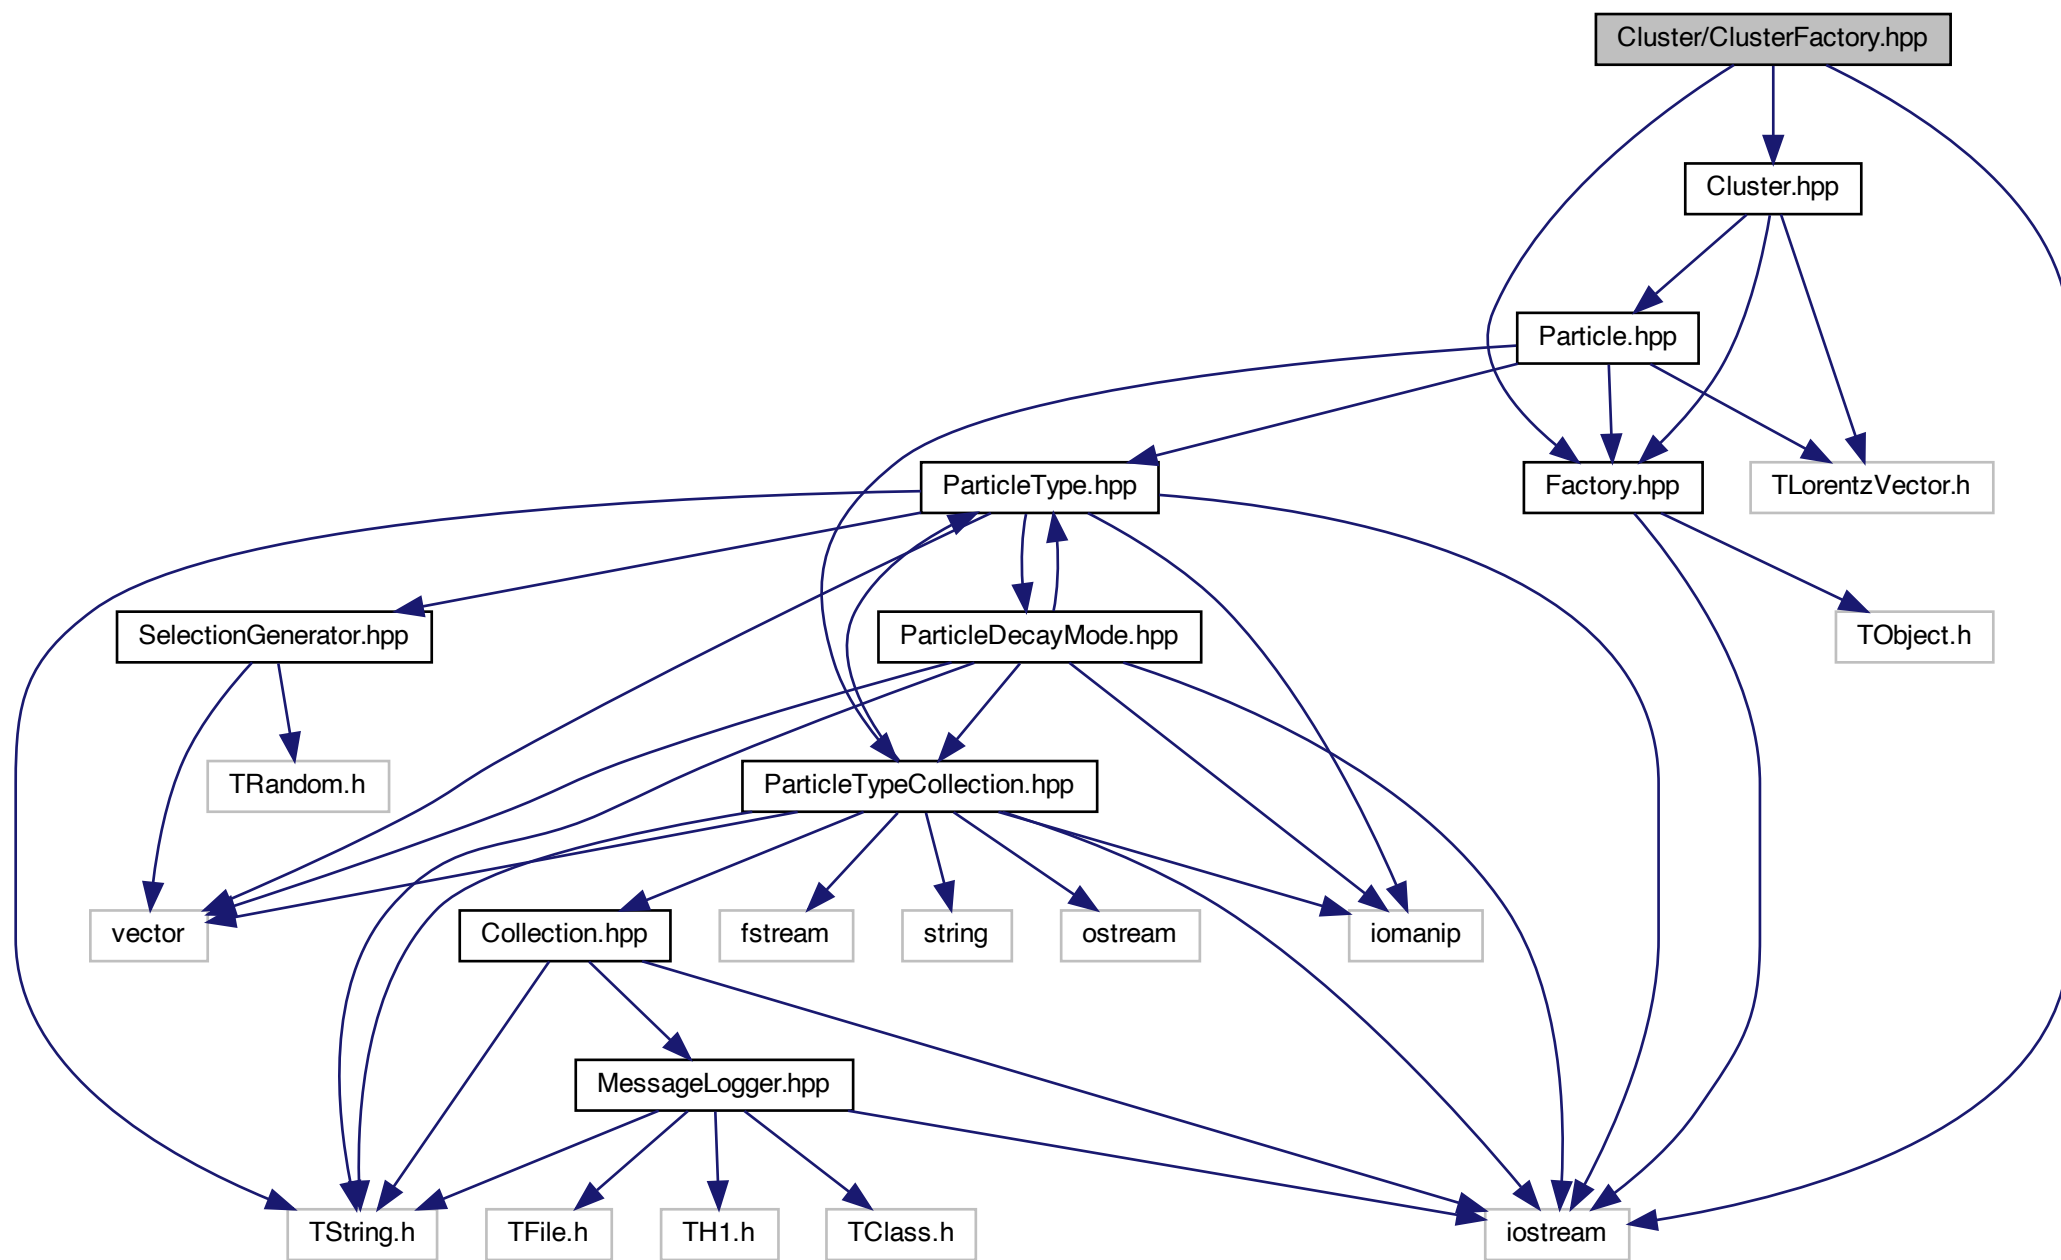 Cluster/ClusterFactory.hpp
Cluster.hpp
Particle.hpp
ParticleType.hpp
Factory.hpp
TLorentzVector.h
SelectionGenerator.hpp
ParticleDecayMode.hpp
TObject.h
TRandom.h
ParticleTypeCollection.hpp
vector
Collection.hpp
fstream
string
ostream
iomanip
MessageLogger.hpp
TString.h
TFile.h
TH1.h
TClass.h
iostream